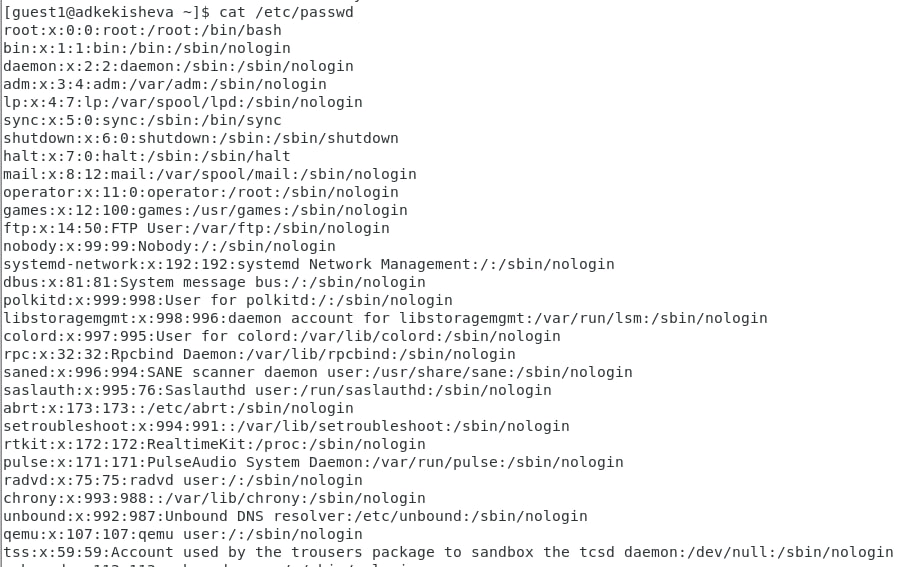 [guest1@adkekisheva ~]$ cat /etc/passwd
root:x:0:0:root:/root:/bin/bash
bin:x:1:1:bin:/bin:/sbin/nologin
daemon:x:2:2:daemon:/sbin:/sbin/nologin
adm:x:3:4:adm:/var/adm:/sbin/nologin
lp:x:4:7:lp:/var/spool/lpd:/sbin/nologin
sync:x:5:0:sync:/sbin:/bin/sync
shutdown:x:6:0:shutdown:/sbin:/sbin/shutdown
halt:x:7:0:halt:/sbin:/sbin/halt
mail:x:8:12:mail:/var/spool/mail:/sbin/nologin
operator:x:11:0:operator:/root:/sbin/nologin
games:x:12:100:games:/usr/games:/sbin/nologin
ftp:x:14:50:FTP User:/var/ftp:/sbin/nologin
nobody:x:99:99:Nobody:/:/sbin/nologin
systemd-network:x:192:192:systemd Network Management:/:/sbin/nologin
dbus:x:81:81:System message bus:/:/sbin/nologin
polkitd:x:999:998:User for polkitd:/:/sbin/nologin
libstoragemgmt:x:998:996:daemon account for libstoragemgmt:/var/run/lsm:/sbin/nologin
colord:x:997:995:User for colord:/var/lib/colord:/sbin/nologin
rpc:x:32:32:Rpcbind Daemon:/var/lib/rpcbind:/sbin/nologin
saned:x:996:994:SANE scanner daemon user:/usr/share/sane:/sbin/nologin
saslauth:x:995:76:Saslauthd user:/run/saslauthd:/sbin/nologin
abrt:x:173:173::/etc/abrt:/sbin/nologin
setroubleshoot:x:994:991::/var/lib/setroubleshoot:/sbin/nologin
rtkit:x:172:172:RealtimeKit:/proc:/sbin/nologin
pulse:x:171:171:PulseAudio System Daemon:/var/run/pulse:/sbin/nologin
radvd:x:75:75:radvd user:/:/sbin/nologin
chrony:x:993:988::/var/lib/chrony:/sbin/nologin
unbound:x:992:987:Unbound DNS resolver:/etc/unbound:/sbin/nologin
qemu:x:107:107:qemu user:/:/sbin/nologin
tss:x:59:59:Account used by the trousers package to sandbox the tcsd daemon:/dev/null:/sbin/nologin